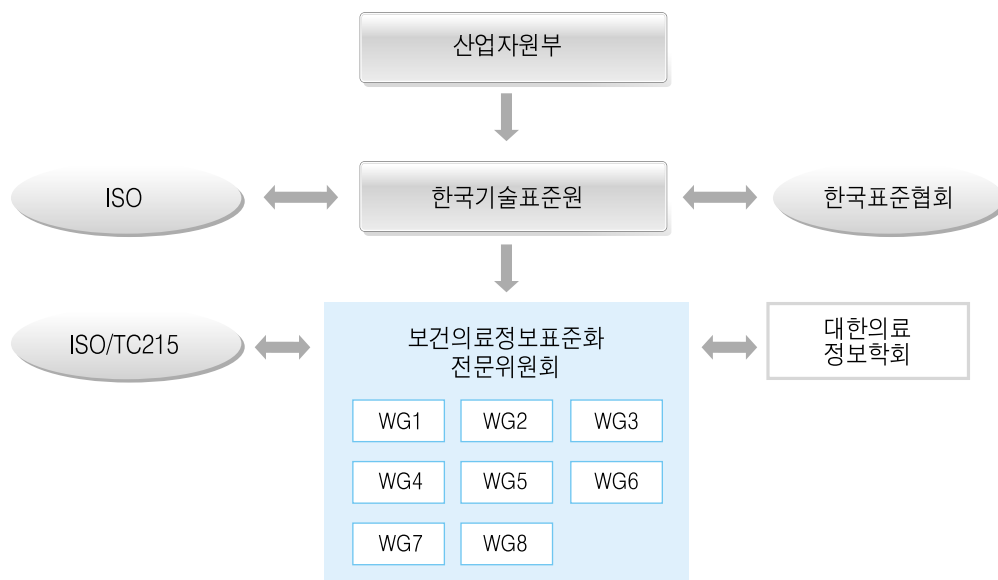 산업자원부
ISO
한국기술표준원
한국표준협회
ISO/TC215
보건의료정보표준화
전문위원회
대한의료
정보학회
WG1
WG2
WG3
WG4
WG5
WG6
WG7
WG8